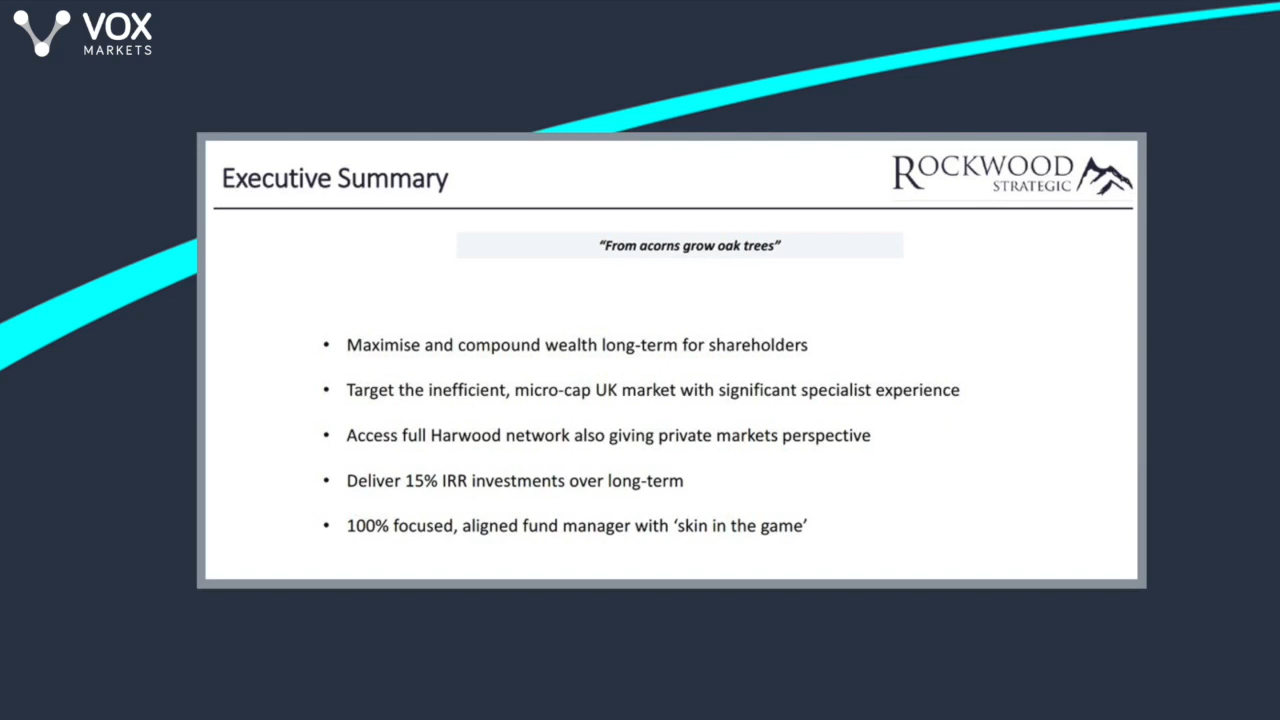 VOX
MARKETS
Executive Summary
ROCKWOOD
STRATEGIC
“From acorns grow oak trees”
• Maximise and compound wealth long-term for shareholders
• Target the inefficient, micro-cap UK market with significant specialist experience
• Access full Harwood network also giving private markets perspective
• Deliver 15% IRR investments over long-term
• 100% focused, aligned fund manager with ‘skin in the game’